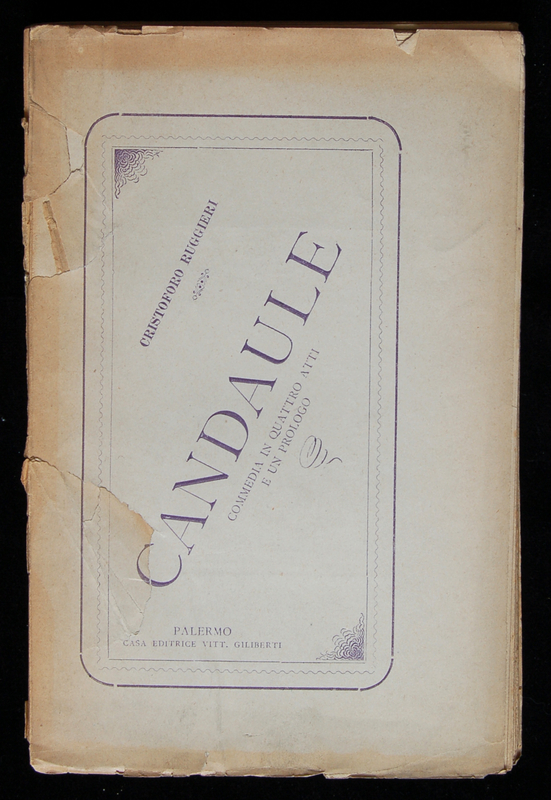 CRISTOFORO RUGGIERI
CANDAULE
COMMEDIA IN QUATTRO ATTI
E UN PROLOGO
PALERMO
CASA EDITRICE VITT. GILIBERTI